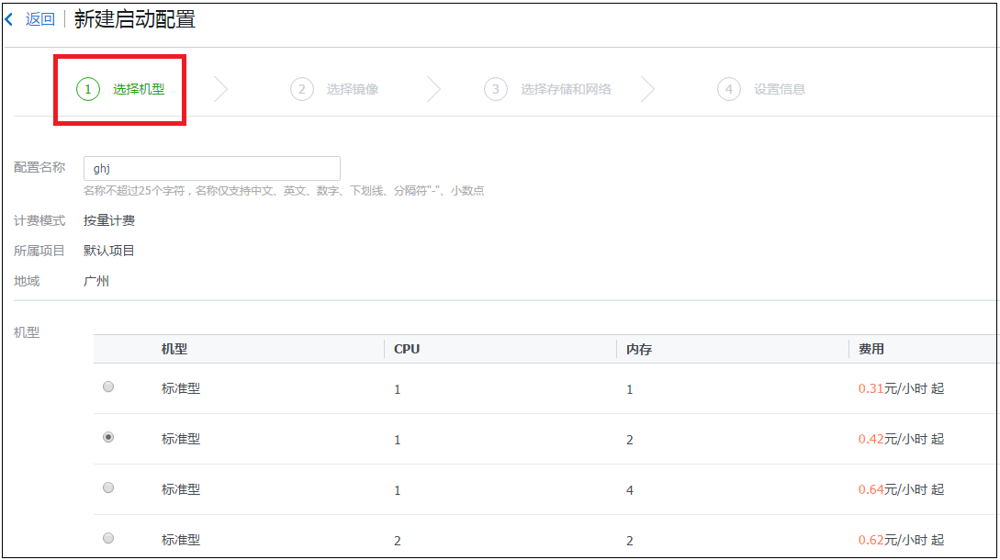 返回 新建启动配置
1 选择机型 2 选择镜像 3 选择存储和网络 4 设置信息
配置名称 ghj
名称不超过25个字符，名称仅支持中文、英文、数字、下划线、分隔符"-"、小数点
计费模式 按量计费
所属项目 默认项目
地域 广州
机型
机型 CPU 内存 费用
标准型 1 1 0.31元/小时 起
标准型 1 2 0.42元/小时 起
标准型 1 4 0.64元/小时 起
标准型 2 2 0.62元/小时 起